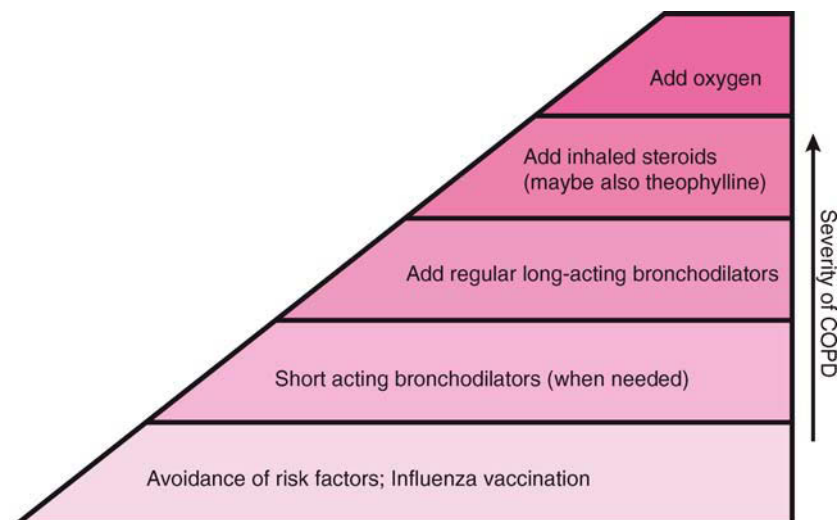 Add oxygen
Add inhaled steroids
(maybe also theophylline)
Add regular long-acting bronchodilators
Short acting bronchodilators (when needed)
Avoidance of risk factors; Influenza vaccination
Severity of COPD